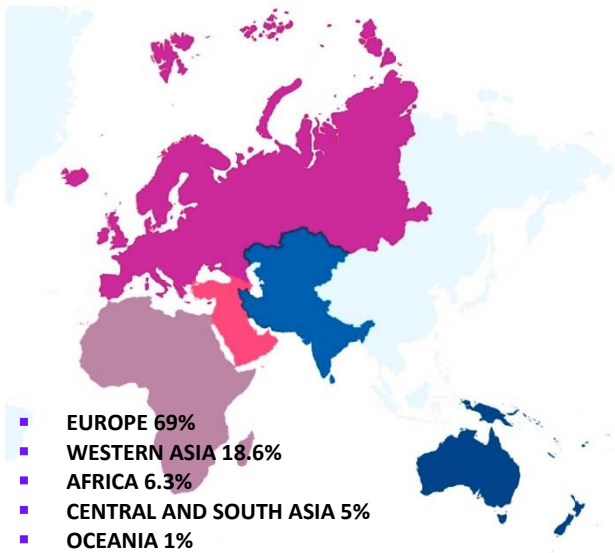 ▪ EUROPE 69%
▪ WESTERN ASIA 18.6%
▪ AFRICA 6.3%
▪ CENTRAL AND SOUTH ASIA 5%
▪ OCEANIA 1%